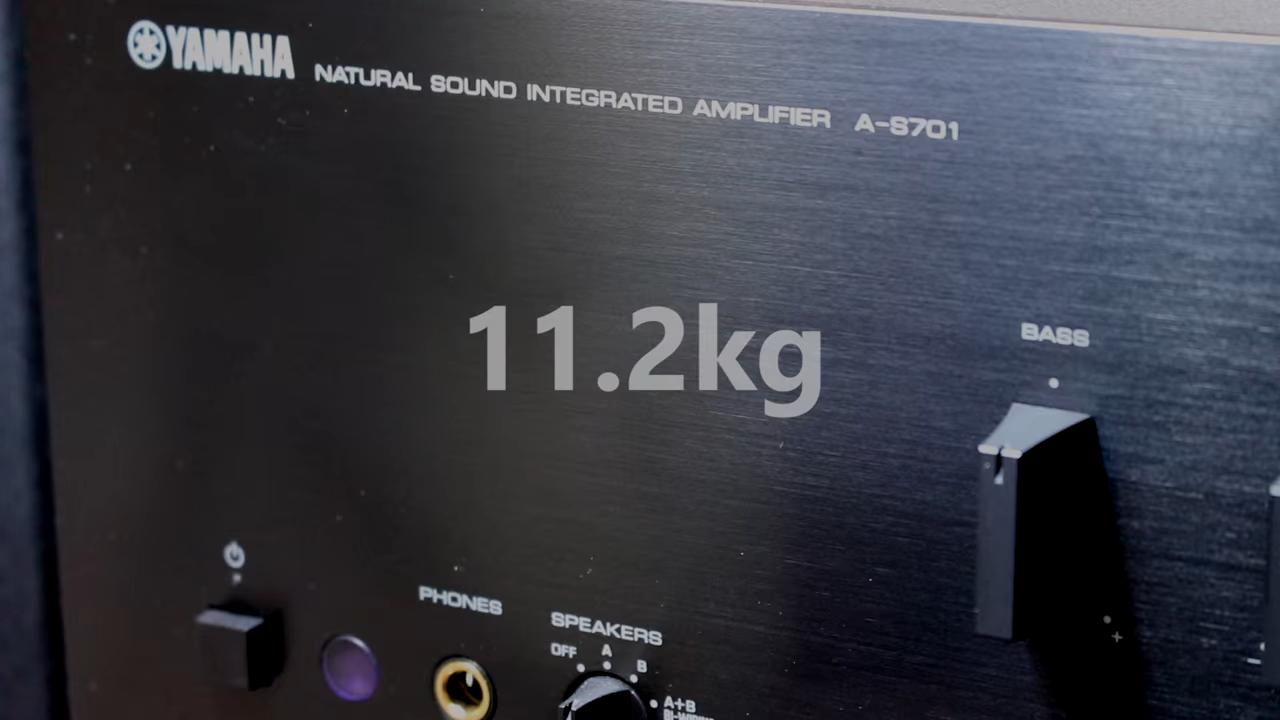 YAMAHA NATURAL SOUND INTEGRATED AMPLIFIER A-S701
11.2kg
BASS
PHONES
SPEAKERS
OFF A B
A+B